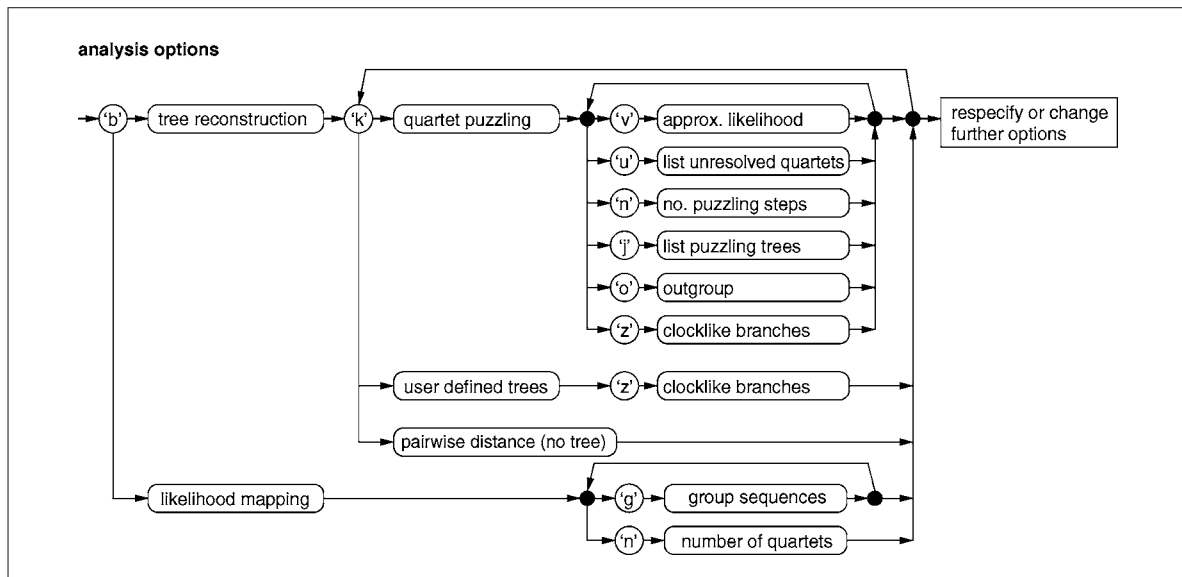 analysis options
‘b’ tree reconstruction ‘k’ quartet puzzling ‘v’ approx. likelihood respecify or change
further options
‘u’ list unresolved quartets
‘n’ no. puzzling steps
‘j’ list puzzling trees
‘o’ outgroup
‘z’ clocklike branches
user defined trees ‘z’ clocklike branches
pairwise distance (no tree)
likelihood mapping ‘g’ group sequences
‘n’ number of quartets